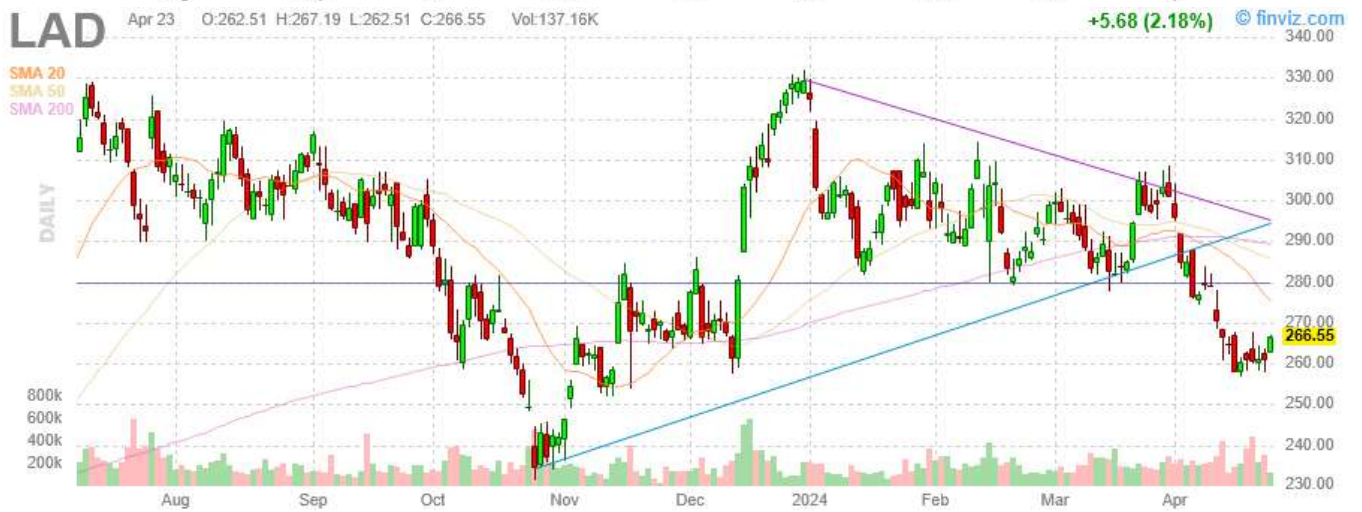 LAD Apr 23 O:262.51 H:267.19 L:262.51 C:266.55 Vol:137.16K +5.68 (2.18%) © finviz.com
340.00
SMA 20
330.00
SMA 50
SMA 200
320.00
310.00
DAILY
300.00
290.00
280.00
270.00
266.55
260.00
800k
250.00
600k
400k
240.00
200k
230.00
Aug Sep Oct Nov Dec 2024 Feb Mar Apr